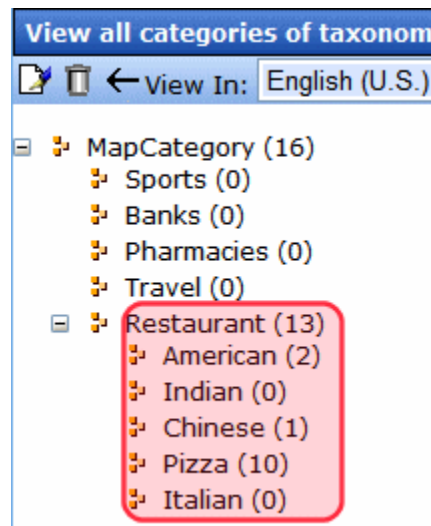 View all categories of taxonom
View In: English (U.S.)
MapCategory (16)
Sports (0)
Banks (0)
Pharmacies (0)
Travel (0)
Restaurant (13)
American (2)
Indian (0)
Chinese (1)
Pizza (10)
Italian (0)